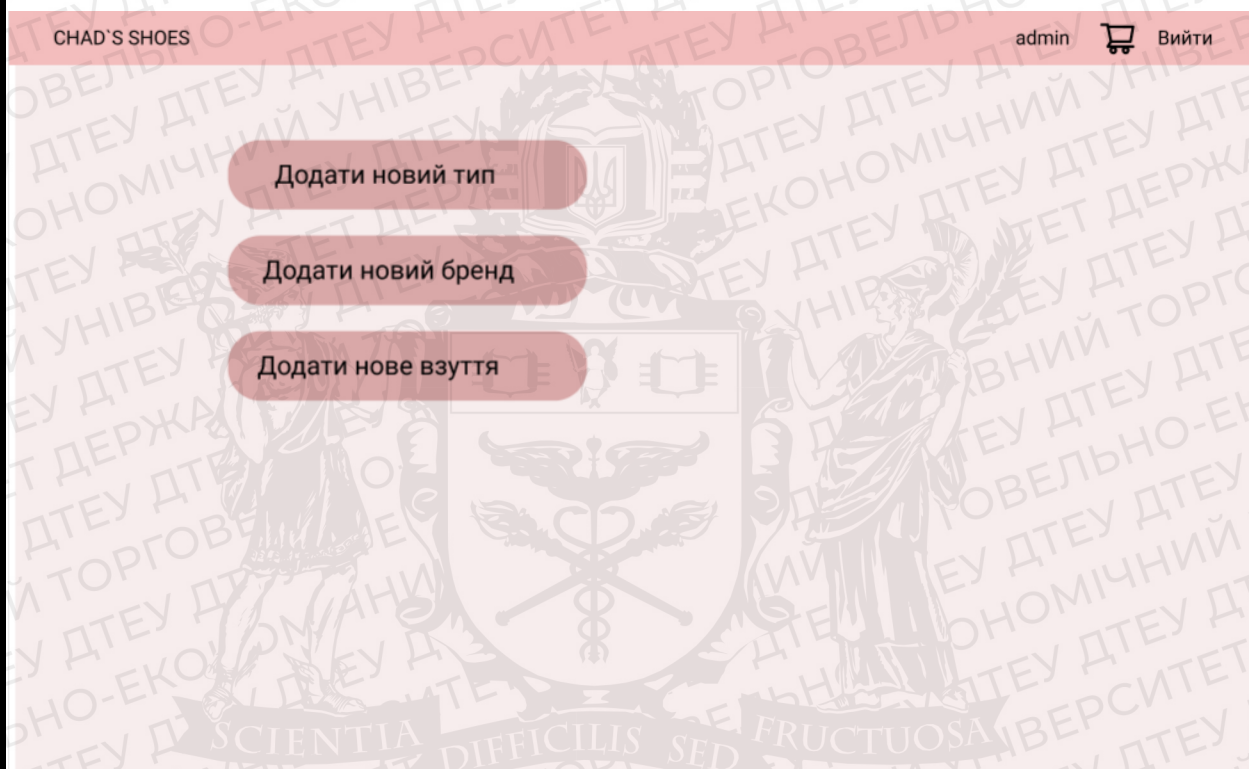 CHAD`S SHOES
admin
Вийти
Додати новий тип
Додати новий бренд
Додати нове взуття
SCIENTIA DIFFICILIS SED FRUCTUOSA